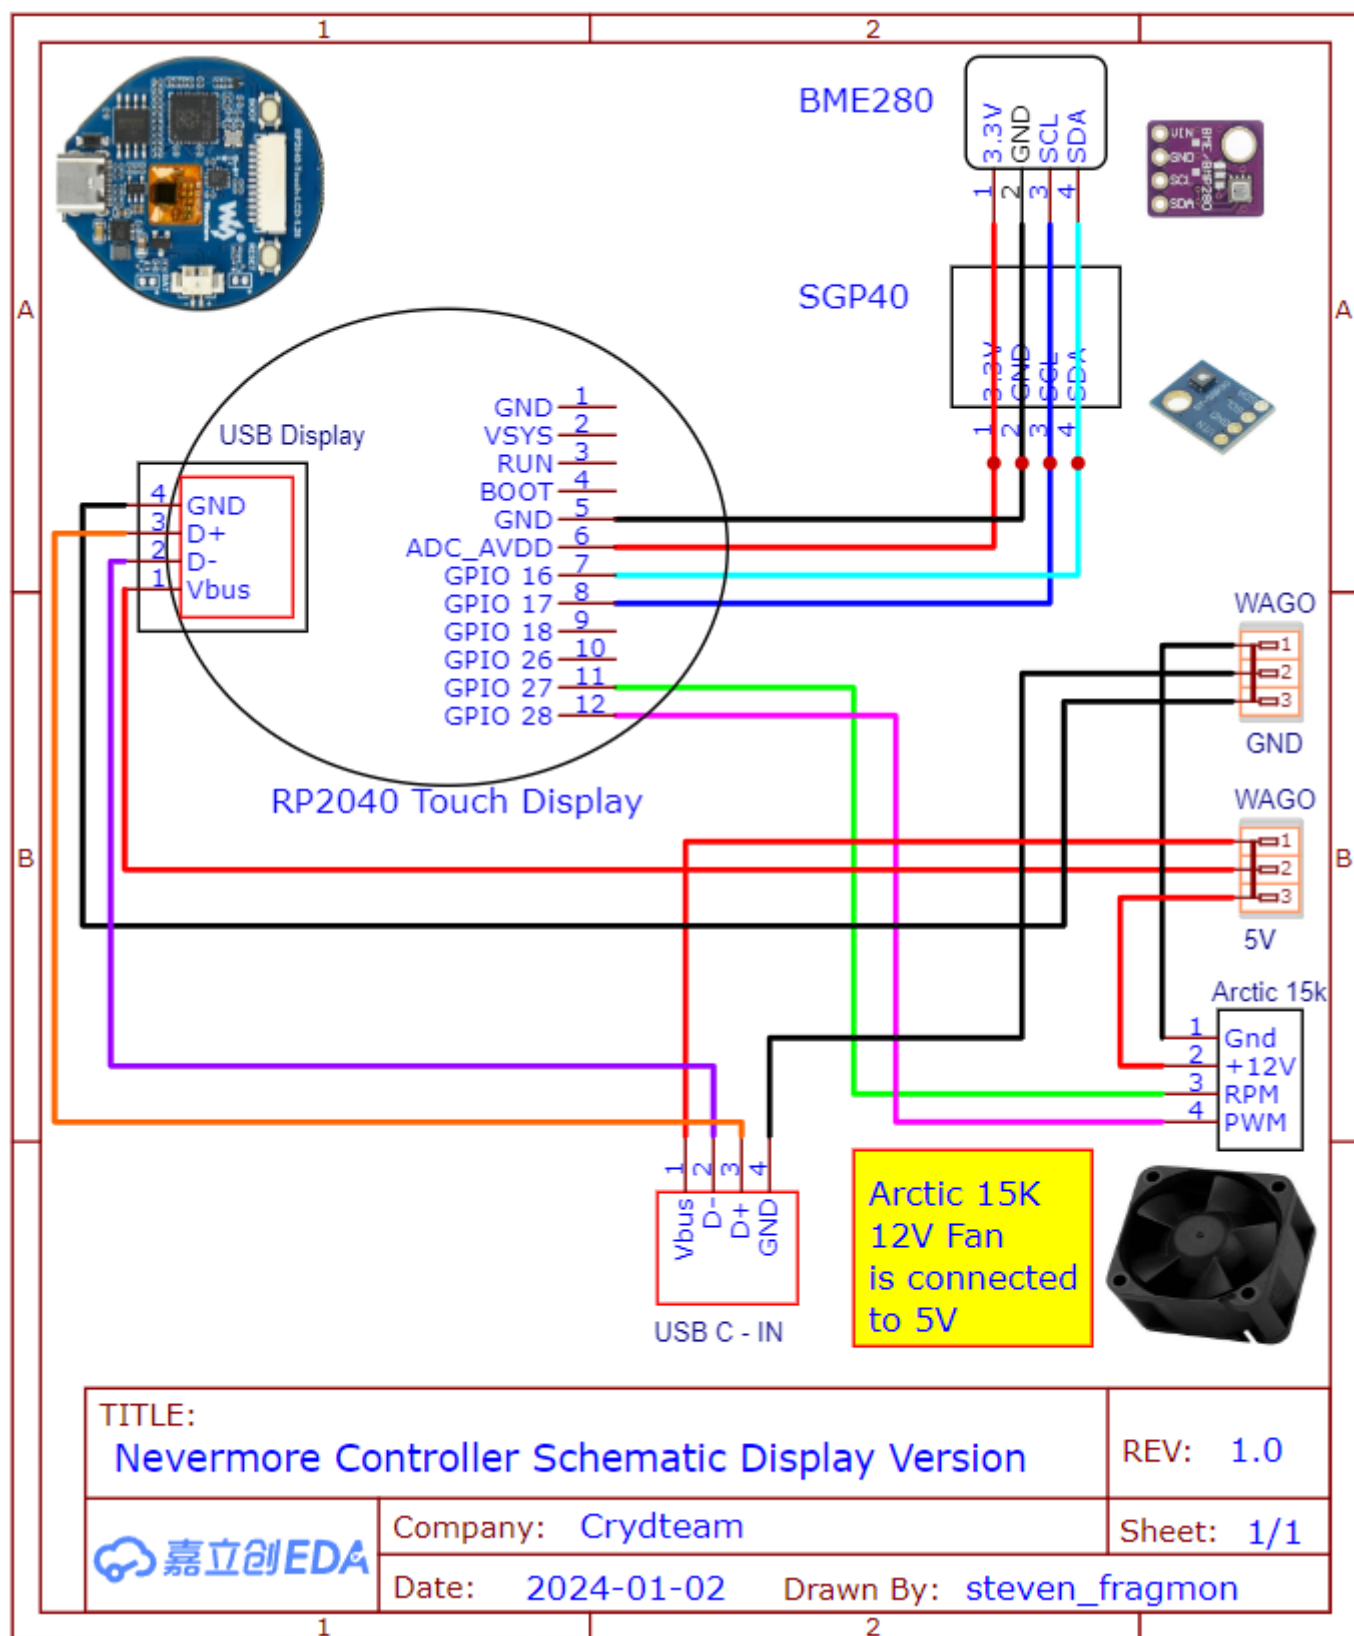 1
2
A
A
B
B
1
2
BME280
3.3V
GND
SCL
SDA
1
2
3
4
VIN
GND
SCL
SDA
BME/BMP280
SGP40
3.3V
GND
SCL
SDA
1
2
3
4
USB Display
4 GND
3 D+
2 D-
1 Vbus
GND 1
VSYS 2
RUN 3
BOOT 4
GND 5
ADC_AVDD 6
GPIO 16 7
GPIO 17 8
GPIO 18 9
GPIO 26 10
GPIO 27 11
GPIO 28 12
RP2040 Touch Display
WAGO
1
2
3
GND
WAGO
1
2
3
5V
Arctic 15k
1 Gnd
2 +12V
3 RPM
4 PWM
1
2
3
4
Vbus
D-
D+
GND
USB C - IN
Arctic 15K
12V Fan
is connected
to 5V
TITLE:
Nevermore Controller Schematic Display Version
REV: 1.0
嘉立创EDA
Company: Crydteam
Sheet: 1/1
Date: 2024-01-02
Drawn By: steven_fragmon